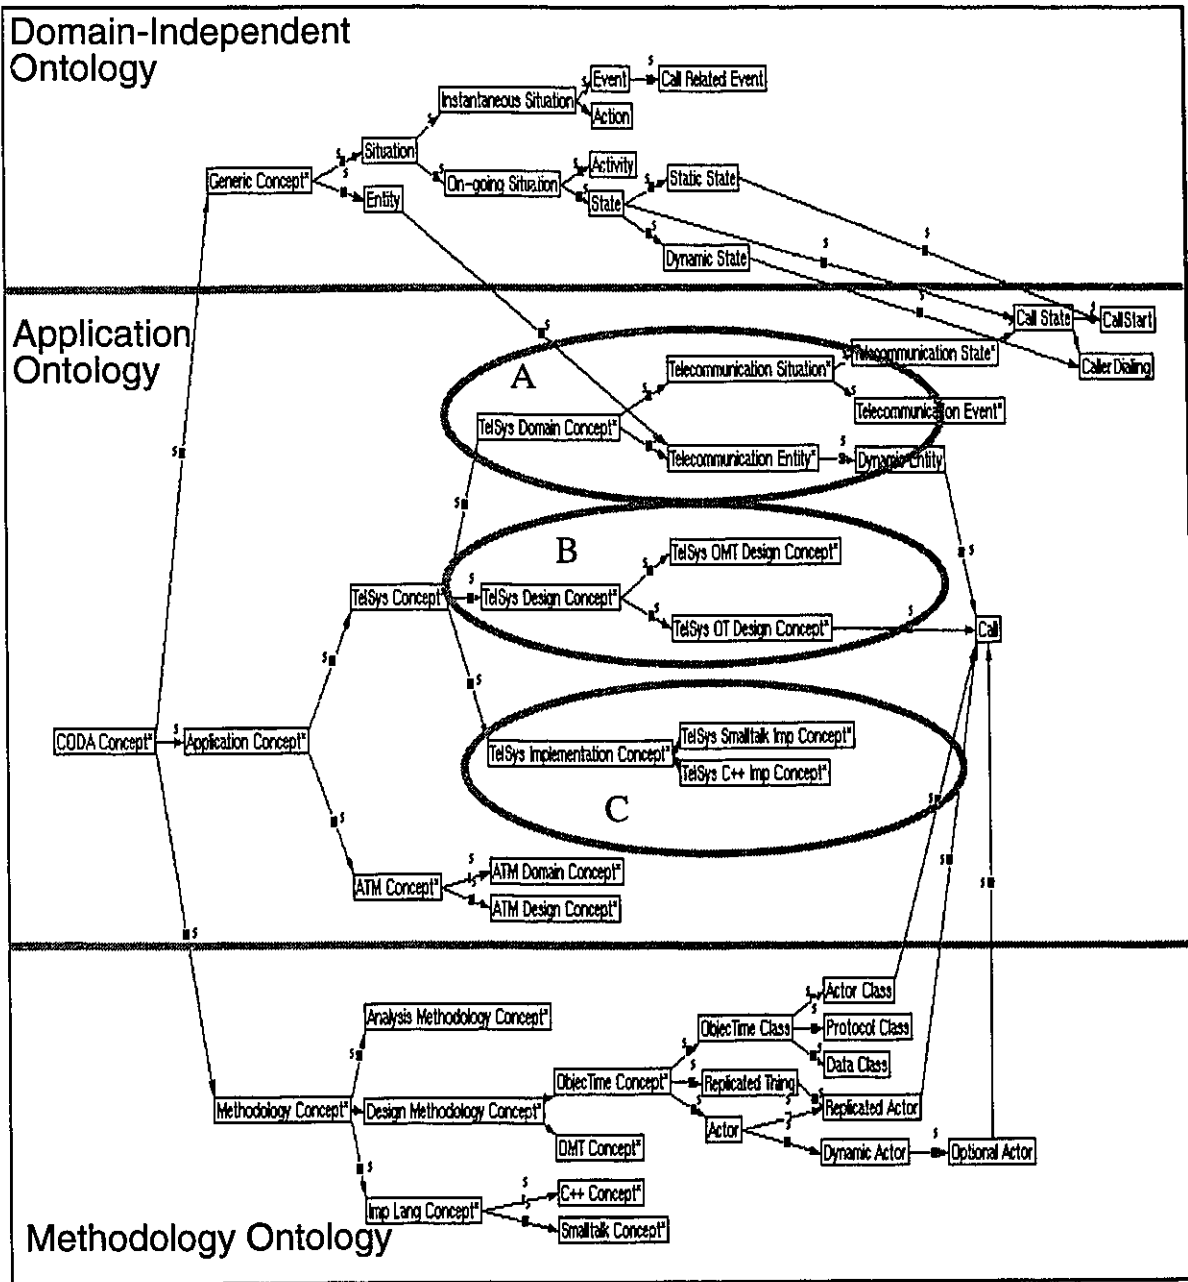 Domain-Independent
Ontology
Event
Call Related Event
Instantaneous Situation
Action
Situation
Activity
Generic Concept*
On-going Situation
Static State
Entity
State
Dynamic State
Application
Ontology
Call State
Call Start
Telecommunication State*
Caller Dialing
A
Telecommunication Situation*
Telecommunication Event*
TelSys Domain Concept*
Telecommunication Entity*
Dynamic Entity
B
TelSys OMT Design Concept*
TelSys Concept*
TelSys Design Concept*
TelSys OT Design Concept*
Call
CODA Concept*
Application Concept*
TelSys Smalltalk Imp Concept*
TelSys Implementation Concept*
TelSys C++ Imp Concept*
C
ATM Domain Concept*
ATM Concept*
ATM Design Concept*
Actor Class
Analysis Methodology Concept*
ObjecTime Class
Protocol Class
Data Class
ObjecTime Concept*
Replicated Thing
Methodology Concept*
Design Methodology Concept*
Replicated Actor
Actor
OMT Concept*
Dynamic Actor
Optional Actor
C++ Concept*
Imp Lang Concept*
Smalltalk Concept*
Methodology Ontology